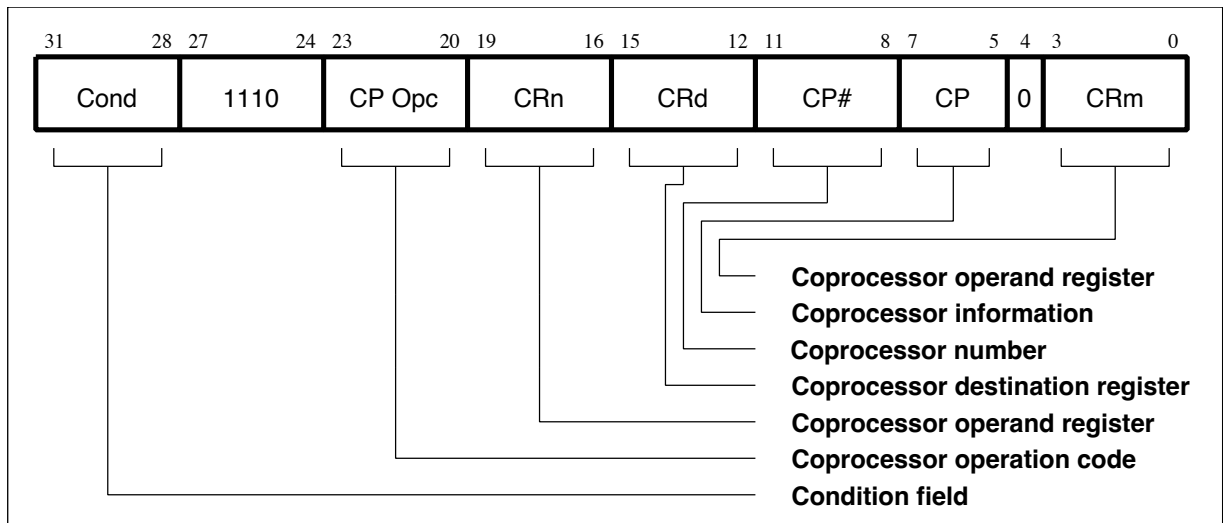 31 28 27 24 23 20 19 16 15 12 11 8 7 5 4 3 0
Cond 1110 CP Opc CRn CRd CP# CP 0 CRm
Coprocessor operand register
Coprocessor information
Coprocessor number
Coprocessor destination register
Coprocessor operand register
Coprocessor operation code
Condition field